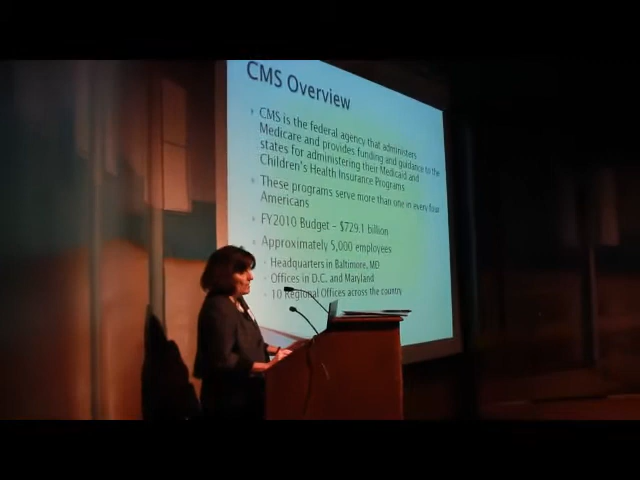 CMS Overview
CMS is the federal agency that administers
Medicare and provides funding and guidance to the
states for administering their Medicaid and
Children's Health Insurance Programs
These programs serve more than one in every four
Americans
FY2010 Budget – $729.1 billion
Approximately 5,000 employees
Headquarters in Baltimore, MD
Offices in D.C. and Maryland
10 Regional Offices across the country